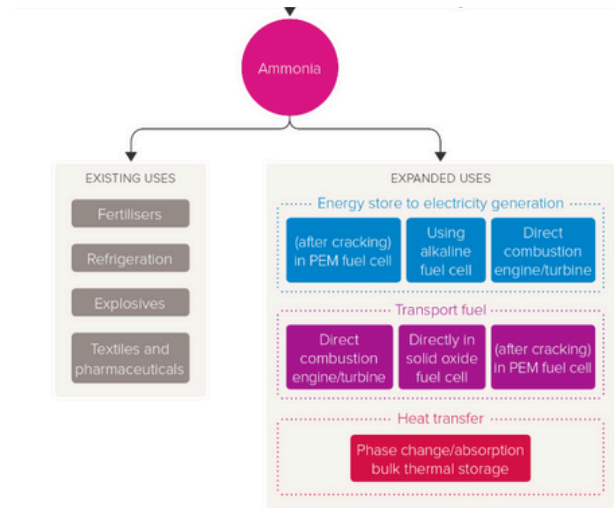 Ammonia
EXISTING USES
Fertilisers
Refrigeration
Explosives
Textiles and
pharmaceuticals
EXPANDED USES
Energy store to electricity generation
(after cracking)
in PEM fuel cell
Using
alkaline
fuel cell
Direct
combustion
engine/turbine
Transport fuel
Direct
combustion
engine/turbine
Directly in
solid oxide
fuel cell
(after cracking)
in PEM fuel cell
Heat transfer
Phase change/absorption
bulk thermal storage